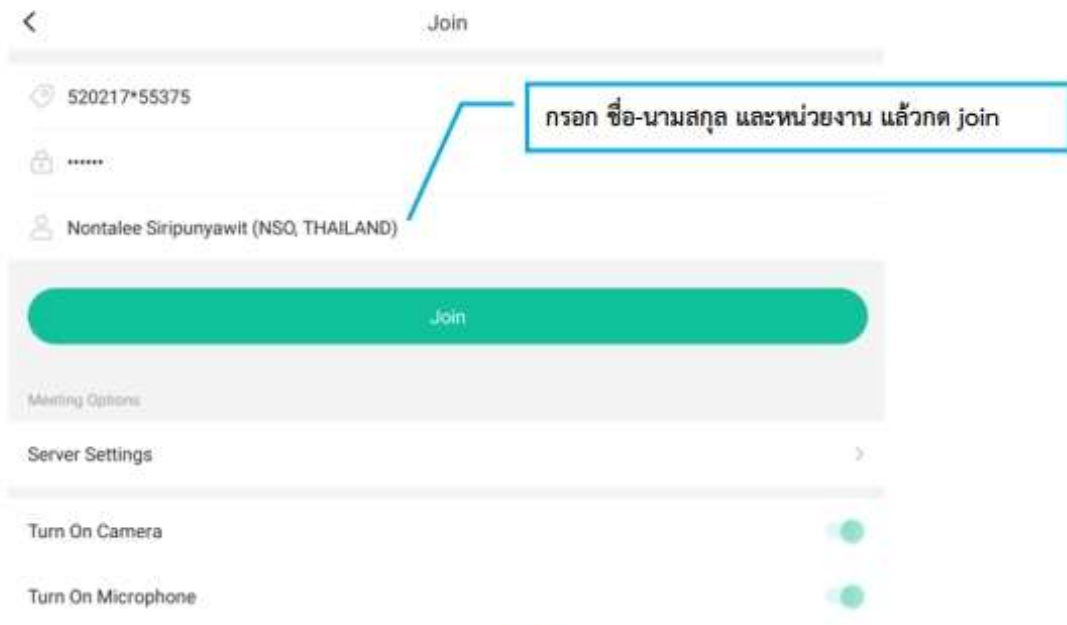 Join
520217*55375
กรอก ชื่อ-นามสกุล และหน่วยงาน แล้วกด join
••••••
Nontalee Siripunyawit (NSO, THAILAND)
Join
Meeting Options
Server Settings
Turn On Camera
Turn On Microphone